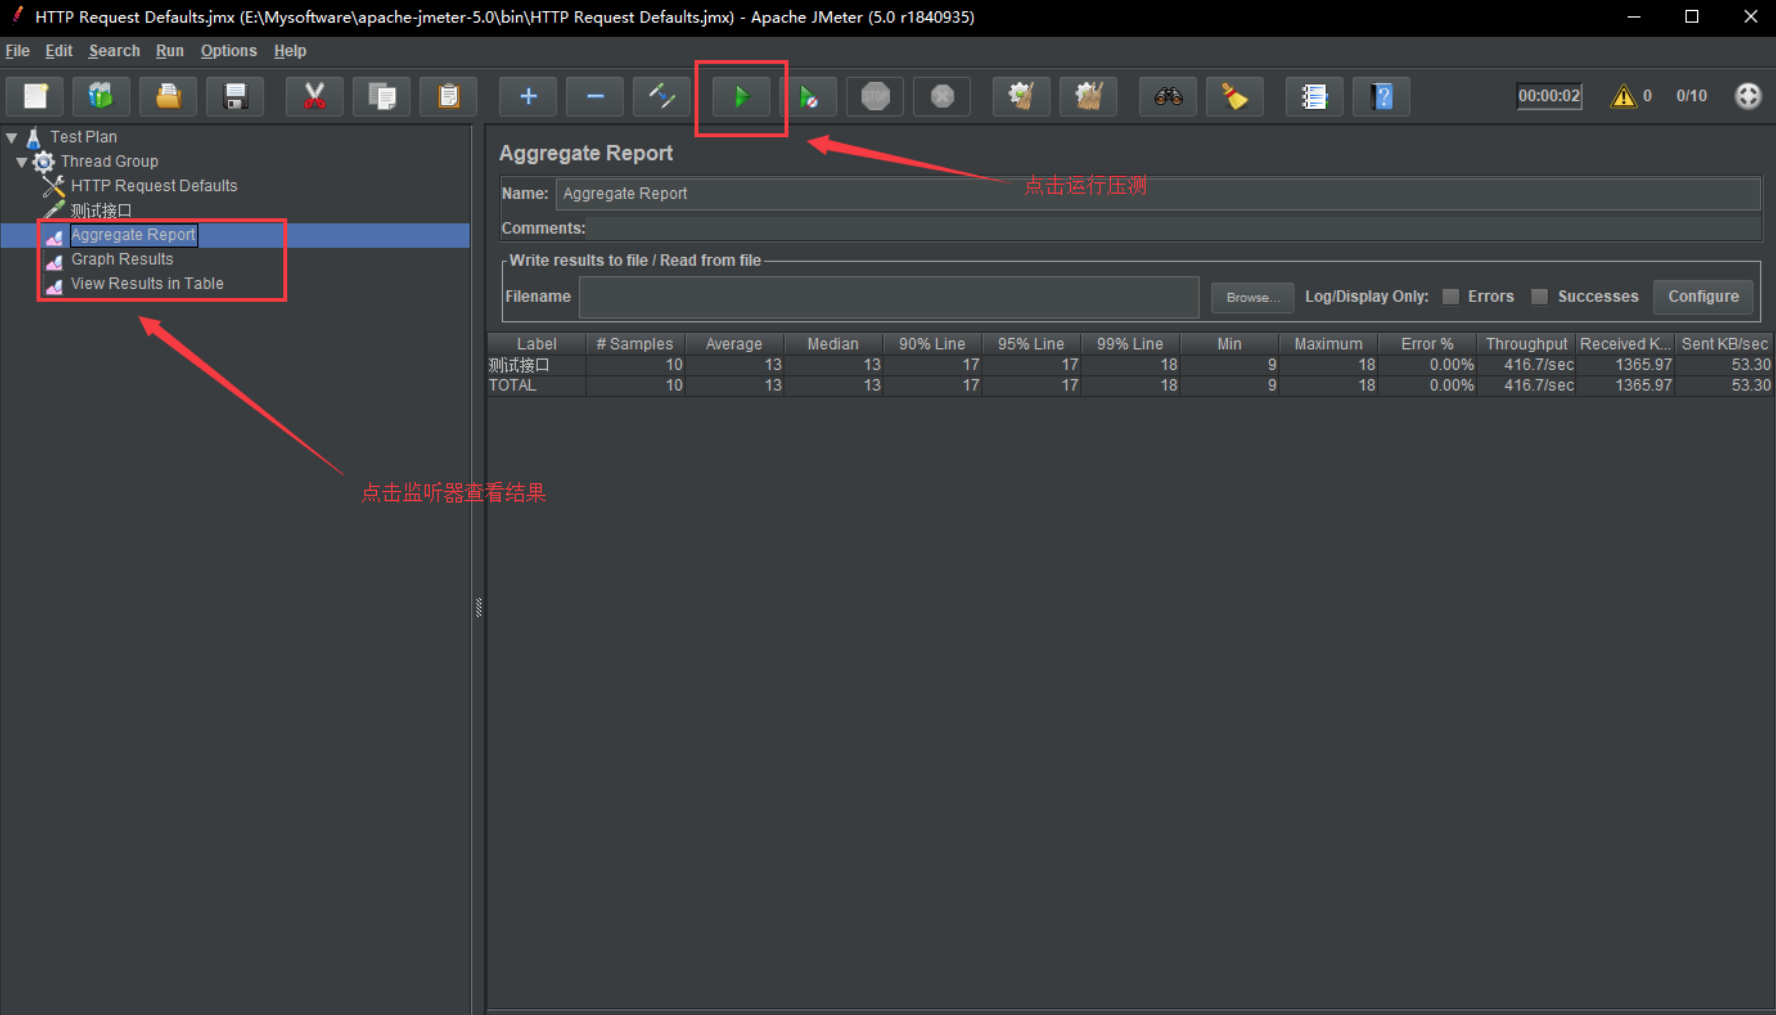 HTTP Request Defaults.jmx (E:\Mysoftware\apache-jmeter-5.0\bin\HTTP Request Defaults.jmx) - Apache JMeter (5.0 r1840935)
File Edit Search Run Options Help
STOP
00:00:02 0 0/10
Test Plan
Thread Group
HTTP Request Defaults
测试接口
Aggregate Report
Graph Results
View Results in Table
点击监听器查看结果
Aggregate Report
点击运行压测
Name: Aggregate Report
Comments:
Write results to file / Read from file
Filename Browse... Log/Display Only: Errors Successes Configure
Label # Samples Average Median 90% Line 95% Line 99% Line Min Maximum Error % Throughput Received K... Sent KB/sec
测试接口 10 13 13 17 17 18 9 18 0.00% 416.7/sec 1365.97 53.30
TOTAL 10 13 13 17 17 18 9 18 0.00% 416.7/sec 1365.97 53.30